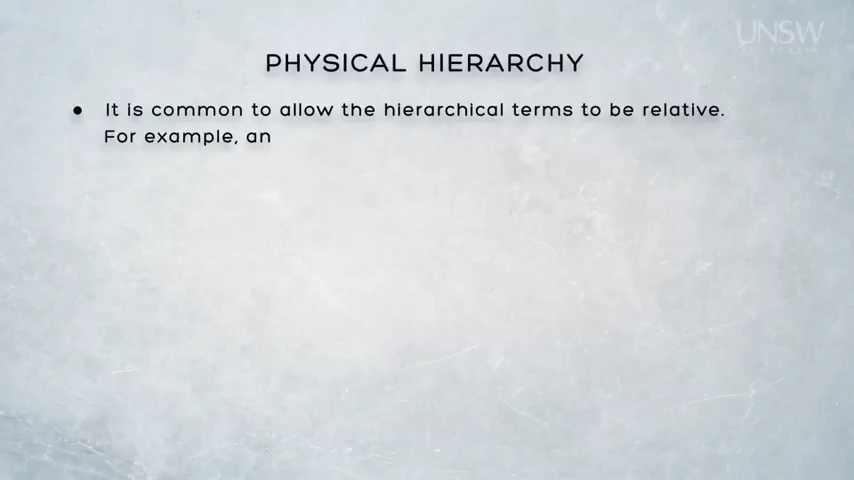 UNSW
PHYSICAL HIERARCHY
• It is common to allow the hierarchical terms to be relative.
For example, an